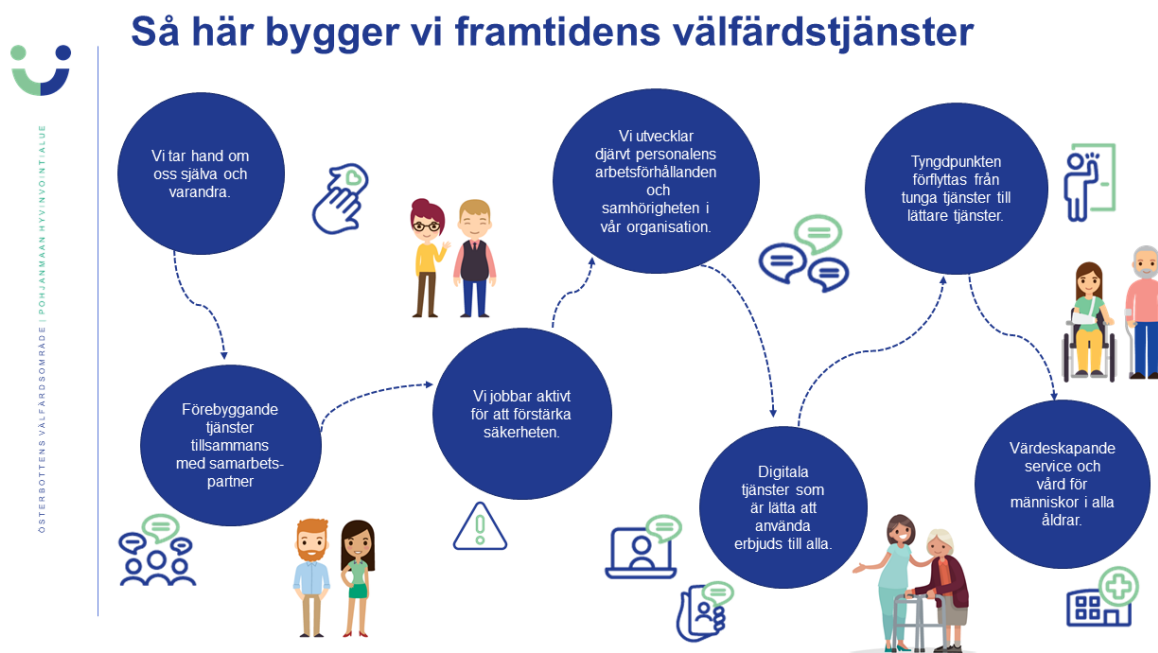 Så här bygger vi framtidens välfärdstjänster
ÖSTERBOTTENS VÄLFÄRDSOMRÅDE | POHJANMAAN HYVINVOINTIALUE
Vi tar hand om
oss själva och
varandra.
Förebyggande
tjänster
tillsammans
med samarbets-
partner
Vi jobbar aktivt
för att förstärka
säkerheten.
Vi utvecklar
djärvt personalens
arbetsförhållanden
och
samhörigheten i
vår organisation.
Digitala
tjänster som
är lätta att
använda
erbjuds till alla.
Tyngdpunkten
förflyttas från
tunga tjänster till
lättare tjänster.
Värdeskapande
service och
vård för
människor i alla
åldrar.